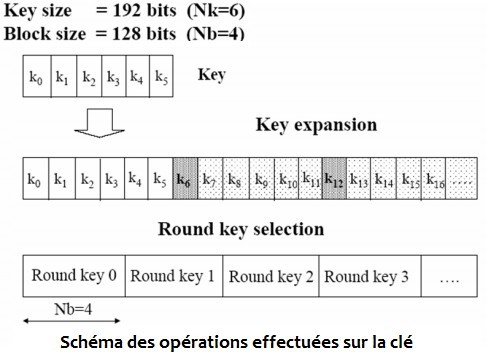 Key size = 192 bits (Nk=6)
Block size = 128 bits (Nb=4)
k0 k1 k2 k3 k4 k5 Key
Key expansion
k0 k1 k2 k3 k4 k5 k6 k7 k8 k9 k10 k11 k12 k13 k14 k15 k16 ....
Round key selection
Round key 0 Round key 1 Round key 2 Round key 3 ....
Nb=4
Schéma des opérations effectuées sur la clé